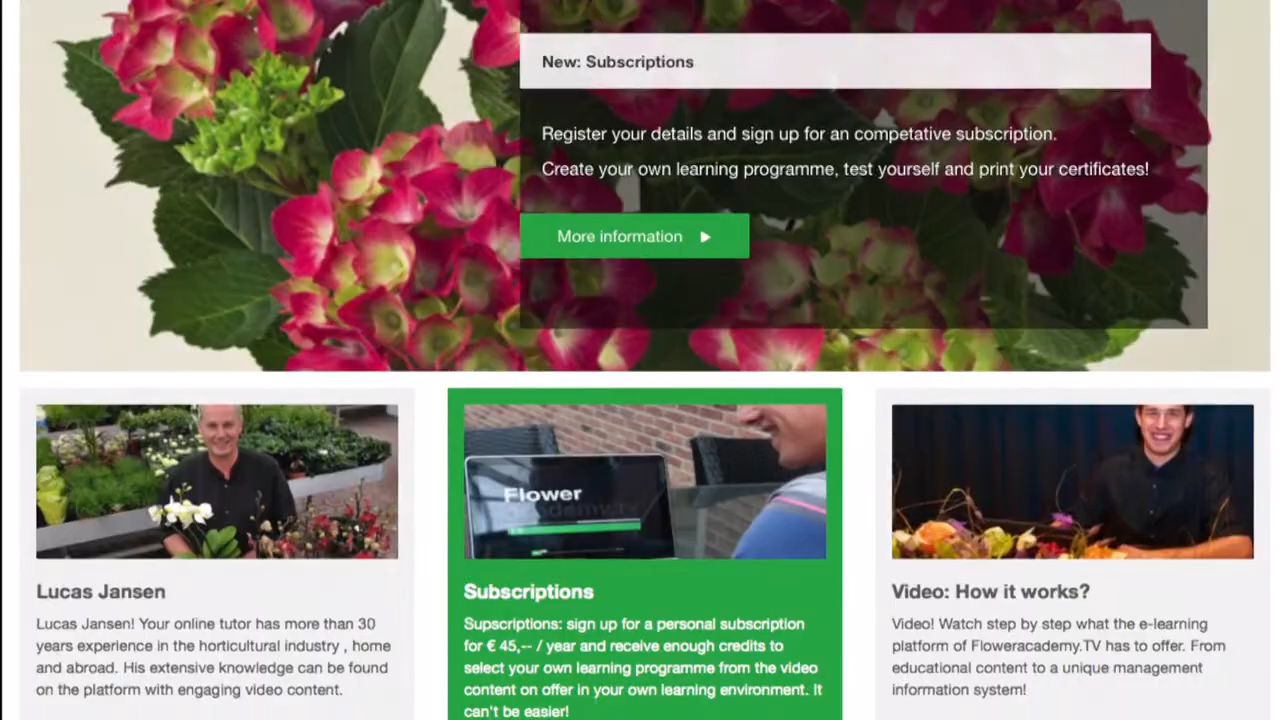 New: Subscriptions
Register your details and sign up for an competative subscription.
Create your own learning programme, test yourself and print your certificates!
More information
Flower
Lucas Jansen
Lucas Jansen! Your online tutor has more than 30
years experience in the horticultural industry , home
and abroad. His extensive knowledge can be found
on the platform with engaging video content.
Subscriptions
Supscriptions: sign up for a personal subscription
for € 45,-- / year and receive enough credits to
select your own learning programme from the video
content on offer in your own learning environment. It
can't be easier!
Video: How it works?
Video! Watch step by step what the e-learning
platform of Floweracademy.TV has to offer. From
educational content to a unique management
information system!